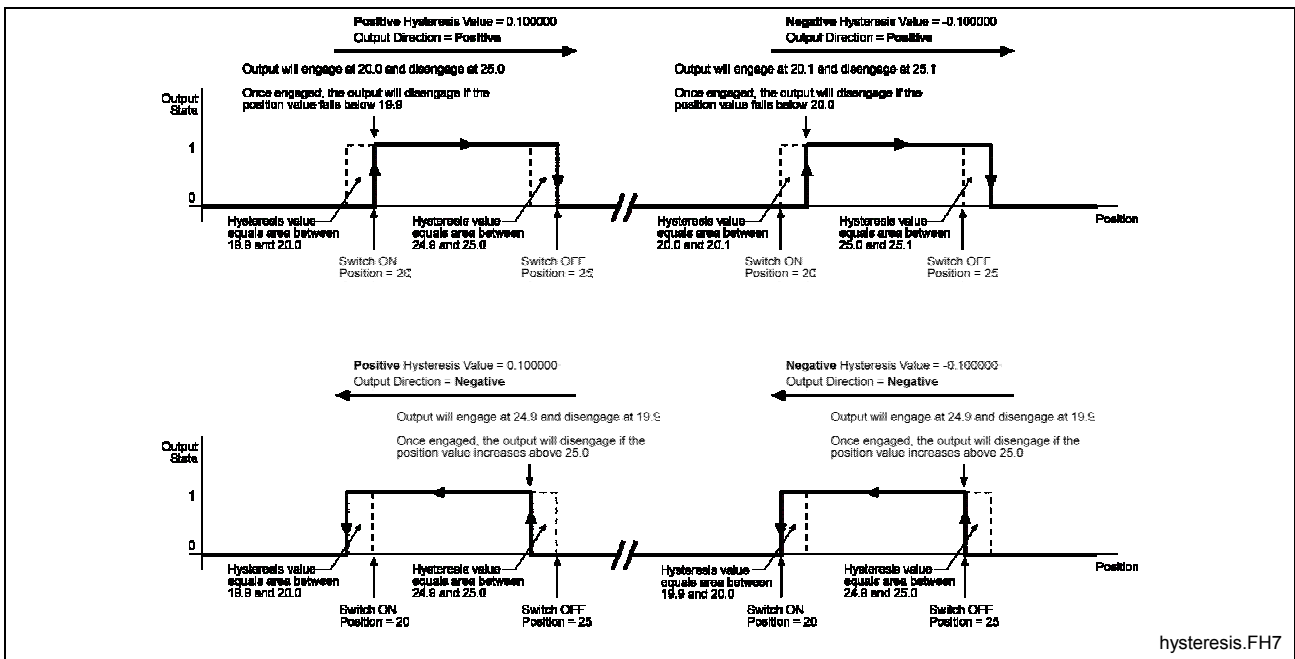 Positive Hysteresis Value = 0.100000
Output Direction = Positive
Output will engage at 20.0 and disengage at 25.0
Once engaged, the output will disengage if the
position value falls below 19.9
Output
State
1
0
Hysteresis value
equals area between
19.9 and 20.0
Hysteresis value
equals area between
24.9 and 25.0
Switch ON
Position = 20
Switch OFF
Position = 25
Negative Hysteresis Value = -0.100000
Output Direction = Positive
Output will engage at 20.1 and disengage at 25.1
Once engaged, the output will disengage if the
position value falls below 20.0
Hysteresis value
equals area between
20.0 and 20.1
Hysteresis value
equals area between
25.0 and 25.1
Position
Switch ON
Position = 20
Switch OFF
Position = 25
Positive Hysteresis Value = 0.100000
Output Direction = Negative
Output will engage at 24.9 and disengage at 19.9
Once engaged, the output will disengage if the
position value increases above 25.0
Output
State
1
0
Hysteresis value
equals area between
19.9 and 20.0
Hysteresis value
equals area between
24.9 and 25.0
Switch ON
Position = 20
Switch OFF
Position = 25
Negative Hysteresis Value = -0.100000
Output Direction = Negative
Output will engage at 24.9 and disengage at 19.9
Once engaged, the output will disengage if the
position value increases above 25.0
Hysteresis value
equals area between
19.9 and 20.0
Hysteresis value
equals area between
24.9 and 25.0
Position
Switch ON
Position = 20
Switch OFF
Position = 25
hysteresis.FH7